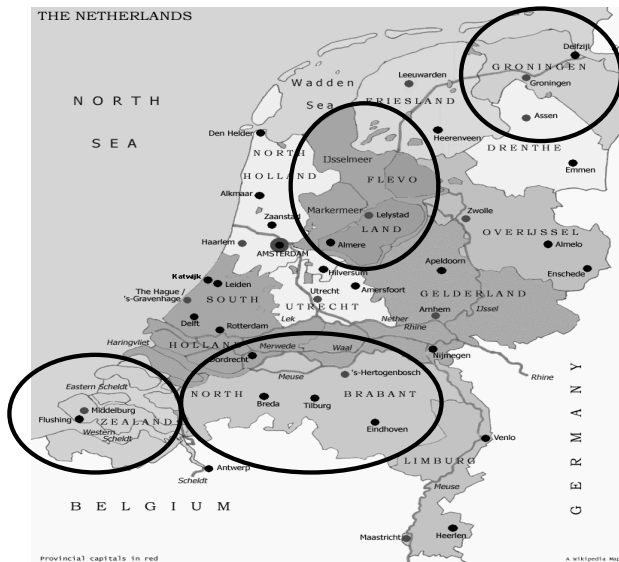 THE NETHERLANDS
NORTH
SEA
Wadden
Sea
GRONINGEN
Delfzijl
Groningen
Leeuwarden
FRIESLAND
Assen
Den Helder
Heerenveen
DRENTHE
Emmen
NORTH
HOLLAND
IJsselmeer
FLEVO
LAND
Alkmaar
Markermeer
Lelystad
Zwolle
Zaanstad
OVERIJSSEL
Haarlem
Almere
Almelo
AMSTERDAM
Hilversum
Apeldoorn
Enschede
Katwijk
Leiden
Utrecht
Amersfoort
The Hague /
's-Gravenhage
SOUTH
UTRECHT
GELDERLAND
Arnhem
IJssel
Delft
Rotterdam
Lek
Nether
Rhine
Haringvliet
HOLLAND
Merwede
Waal
Nijmegen
Dordrecht
Rhine
Meuse
's-Hertogenbosch
Eastern Scheldt
NORTH
BRABANT
Middelburg
Flushing
ZEALAND
Breda
Tilburg
Western
Scheldt
Eindhoven
Venlo
LIMBURG
Antwerp
Scheldt
Meuse
BELGIUM
GERMANY
Maastricht
Heerlen
Provincial capitals in red
A Wikipedia Map